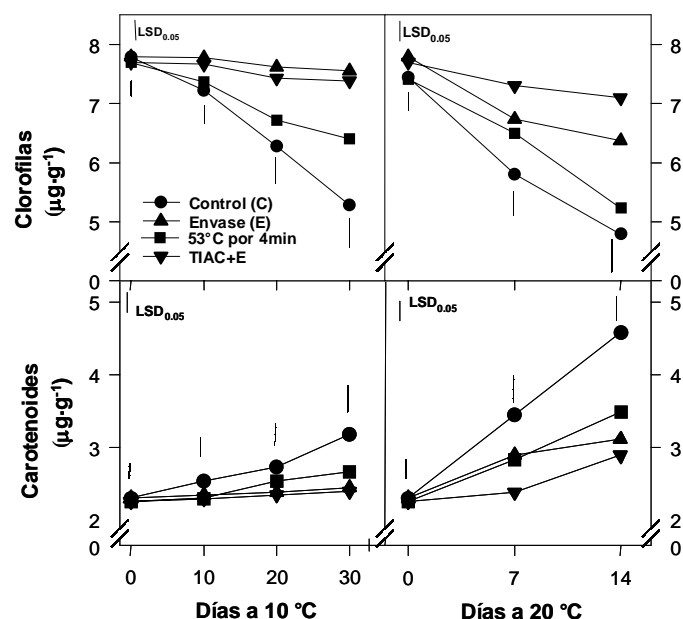 8
7
6
5
0
Clorofilas
(µg·g⁻¹)
LSD0.05
Control (C)
Envase (E)
53°C por 4min
TIAC+E
LSD0.05
8
7
6
5
0
5
4
3
2
0
Carotenoides
(µg·g⁻¹)
LSD0.05
LSD0.05
5
4
3
2
0
0 10 20 30
0 7 14
Días a 10 °C
Días a 20 °C